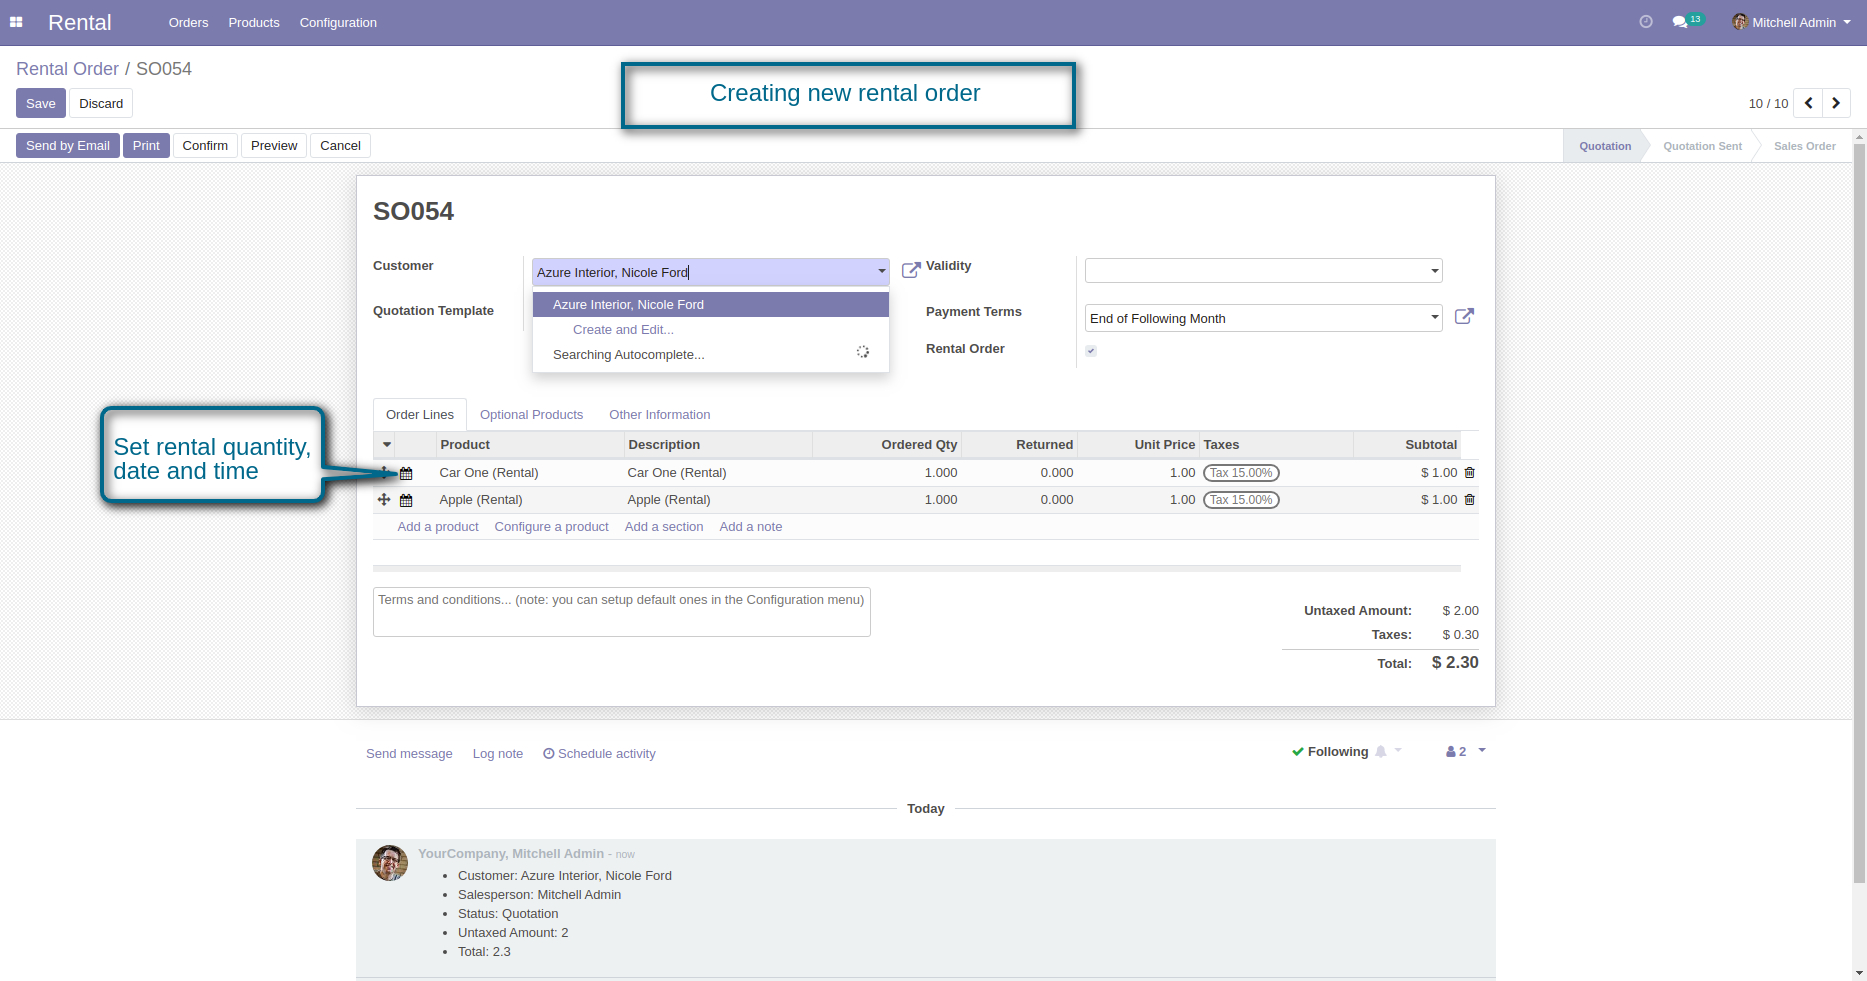 Rental Orders Products Configuration 13 Mitchell Admin
Rental Order / SO054
Creating new rental order
Save Discard 10 / 10
Send by Email Print Confirm Preview Cancel Quotation Quotation Sent Sales Order
SO054
Customer Azure Interior, Nicole Ford Validity
Azure Interior, Nicole Ford
Quotation Template Payment Terms End of Following Month
Create and Edit...
Searching Autocomplete... Rental Order
Order Lines Optional Products Other Information
Product Description Ordered Qty Returned Unit Price Taxes Subtotal
Set rental quantity,
date and time
Car One (Rental) Car One (Rental) 1.000 0.000 1.00 Tax 15.00% $ 1.00
Apple (Rental) Apple (Rental) 1.000 0.000 1.00 Tax 15.00% $ 1.00
Add a product Configure a product Add a section Add a note
Terms and conditions... (note: you can setup default ones in the Configuration menu)
Untaxed Amount: $ 2.00
Taxes: $ 0.30
Total: $ 2.30
Send message Log note Schedule activity Following 2
Today
YourCompany, Mitchell Admin - now
Customer: Azure Interior, Nicole Ford
Salesperson: Mitchell Admin
Status: Quotation
Untaxed Amount: 2
Total: 2.3